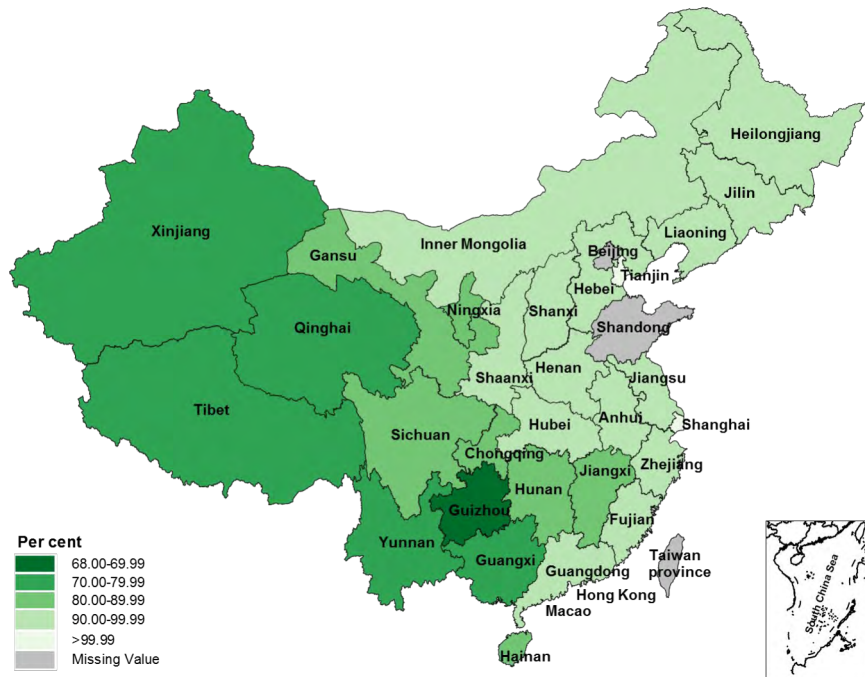 Heilongjiang
Jilin
Xinjiang
Liaoning
Inner Mongolia
Gansu
Beijing
Tianjin
Hebei
Ningxia
Shanxi
Qinghai
Shandong
Henan
Shaanxi
Jiangsu
Tibet
Anhui
Hubei
Shanghai
Sichuan
Chongqing
Zhejiang
Jiangxi
Hunan
Guizhou
Fujian
Yunnan
Guangxi
Taiwan
province
Guangdong
Hong Kong
Macao
Hainan
South China Sea
Per cent
68.00-69.99
70.00-79.99
80.00-89.99
90.00-99.99
>99.99
Missing Value